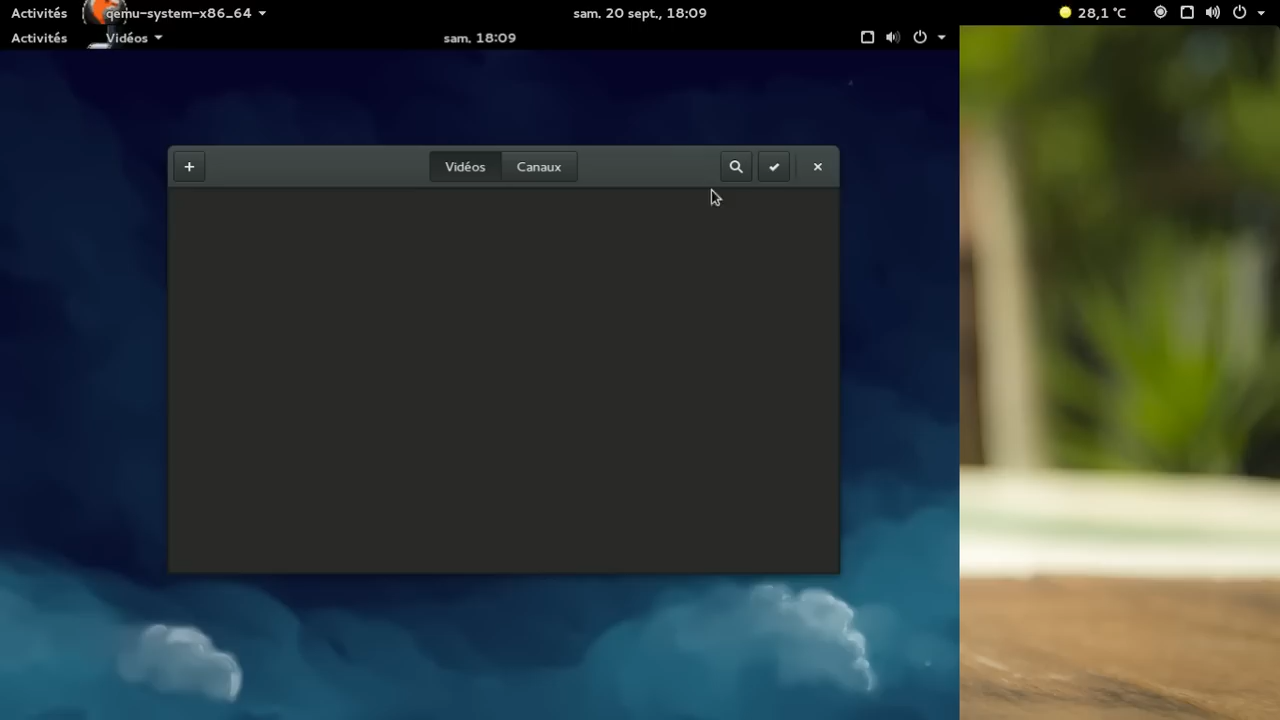 Activités qemu-system-x86_64 sam. 20 sept., 18:09 28,1 °C
Activités Vidéos sam. 18:09
+ Vidéos Canaux